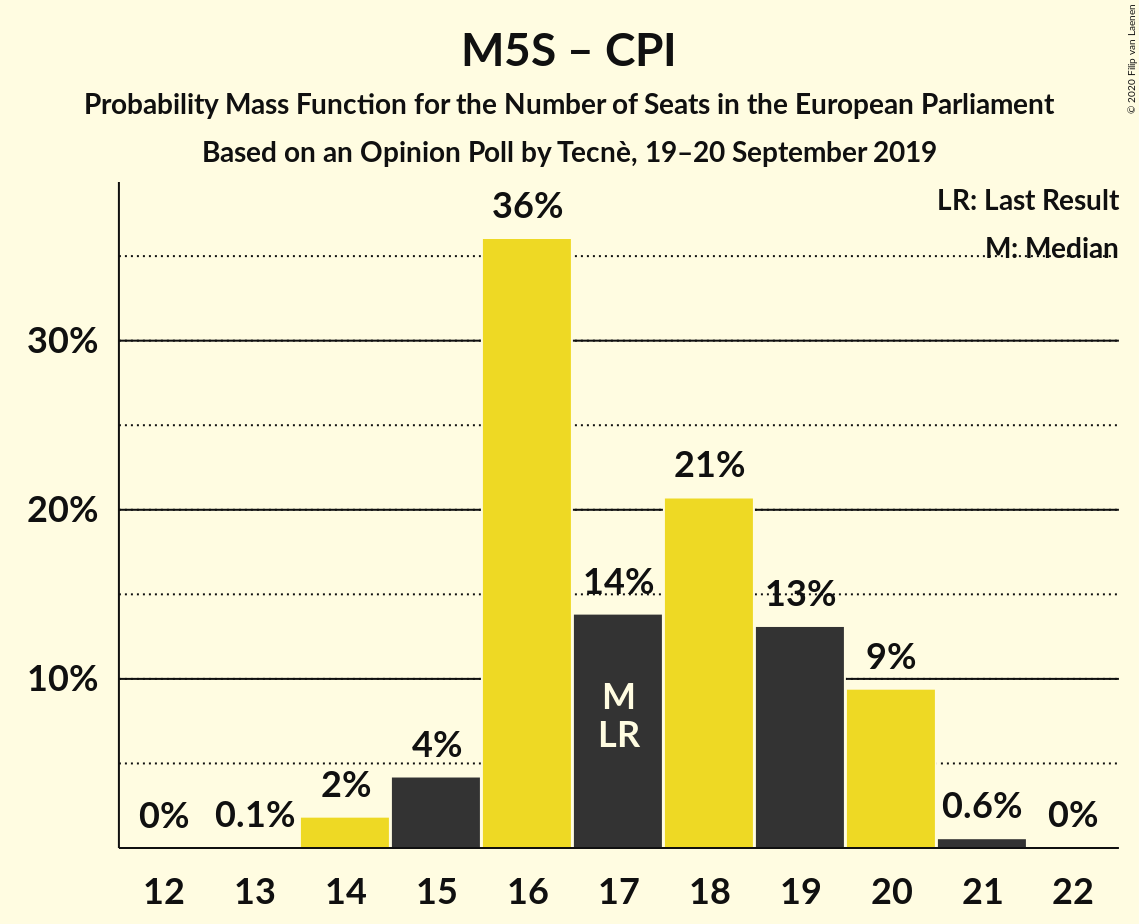 M5S – CPI
Probability Mass Function for the Number of Seats in the European Parliament
Based on an Opinion Poll by Tecnè, 19–20 September 2019
© 2020 Filip van Laenen
LR: Last Result
M: Median
36%
30%
21%
20%
14%
13%
10%
9%
M
LR
4%
2%
0%
0.1%
0.6%
0%
12 13 14 15 16 17 18 19 20 21 22